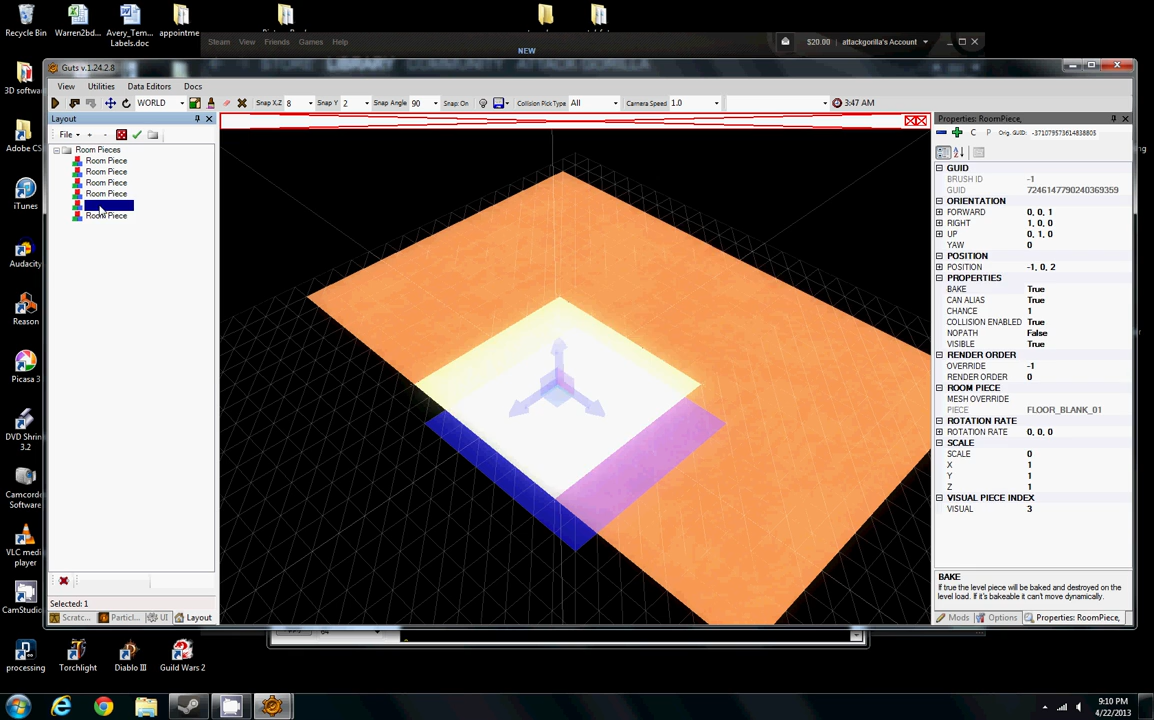 Recycle Bin
Warren2bd...
Avery_Tem...
Labels.doc
appointme
Steam View Friends Games Help
NEW
$20.00 attackgorilla's Account
LIBRARY
3D software
Adobe CS
iTunes
Audacity
Reason
Picasa 3
DVD Shrink
3.2
Camcorder
Software
VLC media
player
CamStudio
Guts v.1.24.2.8
View Utilities Data Editors Docs
WORLD
Snap X,Z 8 Snap Y 2 Snap Angle 90 Snap: On Collision Pick Type All Camera Speed 1.0 3:47 AM
Layout
File + -
Room Pieces
Room Piece
Room Piece
Room Piece
Room Piece
Room Piece
Selected: 1
Scratc... Particl... UI Layout
Properties: RoomPiece,
C P Orig. GUID: -371079573614838805
GUID
BRUSH ID -1
GUID 7246147790240369359
ORIENTATION
FORWARD 0, 0, 1
RIGHT 1, 0, 0
UP 0, 1, 0
YAW 0
POSITION
POSITION -1, 0, 2
PROPERTIES
BAKE True
CAN ALIAS True
CHANCE 1
COLLISION ENABLED True
NOPATH False
VISIBLE True
RENDER ORDER
OVERRIDE -1
RENDER ORDER 0
ROOM PIECE
MESH OVERRIDE
PIECE FLOOR_BLANK_01
ROTATION RATE
ROTATION RATE 0, 0, 0
SCALE
SCALE 0
X 1
Y 1
Z 1
VISUAL PIECE INDEX
VISUAL 3
BAKE
If true the level piece will be baked and destroyed on the
level load. If it's bakeable it can't move dynamically.
Mods Options Properties: RoomPiece,
processing Torchlight Diablo III Guild Wars 2
9:10 PM
4/22/2013